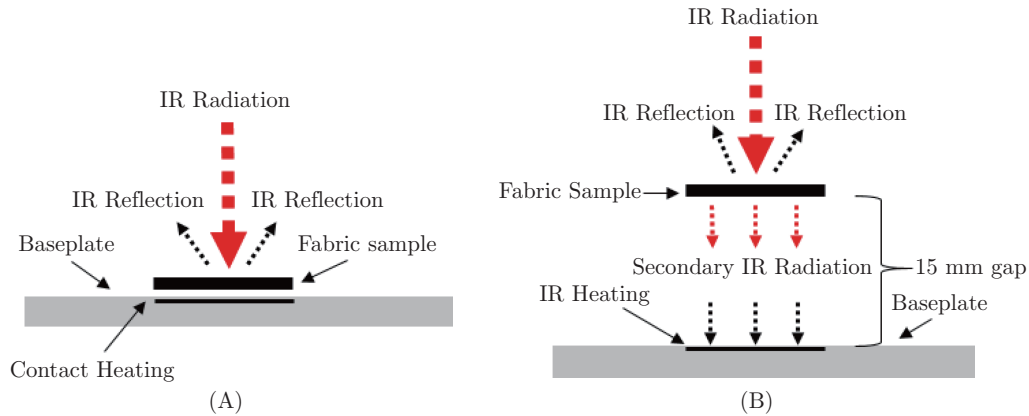 IR Radiation
IR Reflection IR Reflection
Baseplate
Fabric sample
Contact Heating
(A)
IR Radiation
IR Reflection IR Reflection
Fabric Sample
Secondary IR Radiation
15 mm gap
IR Heating
Baseplate
(B)